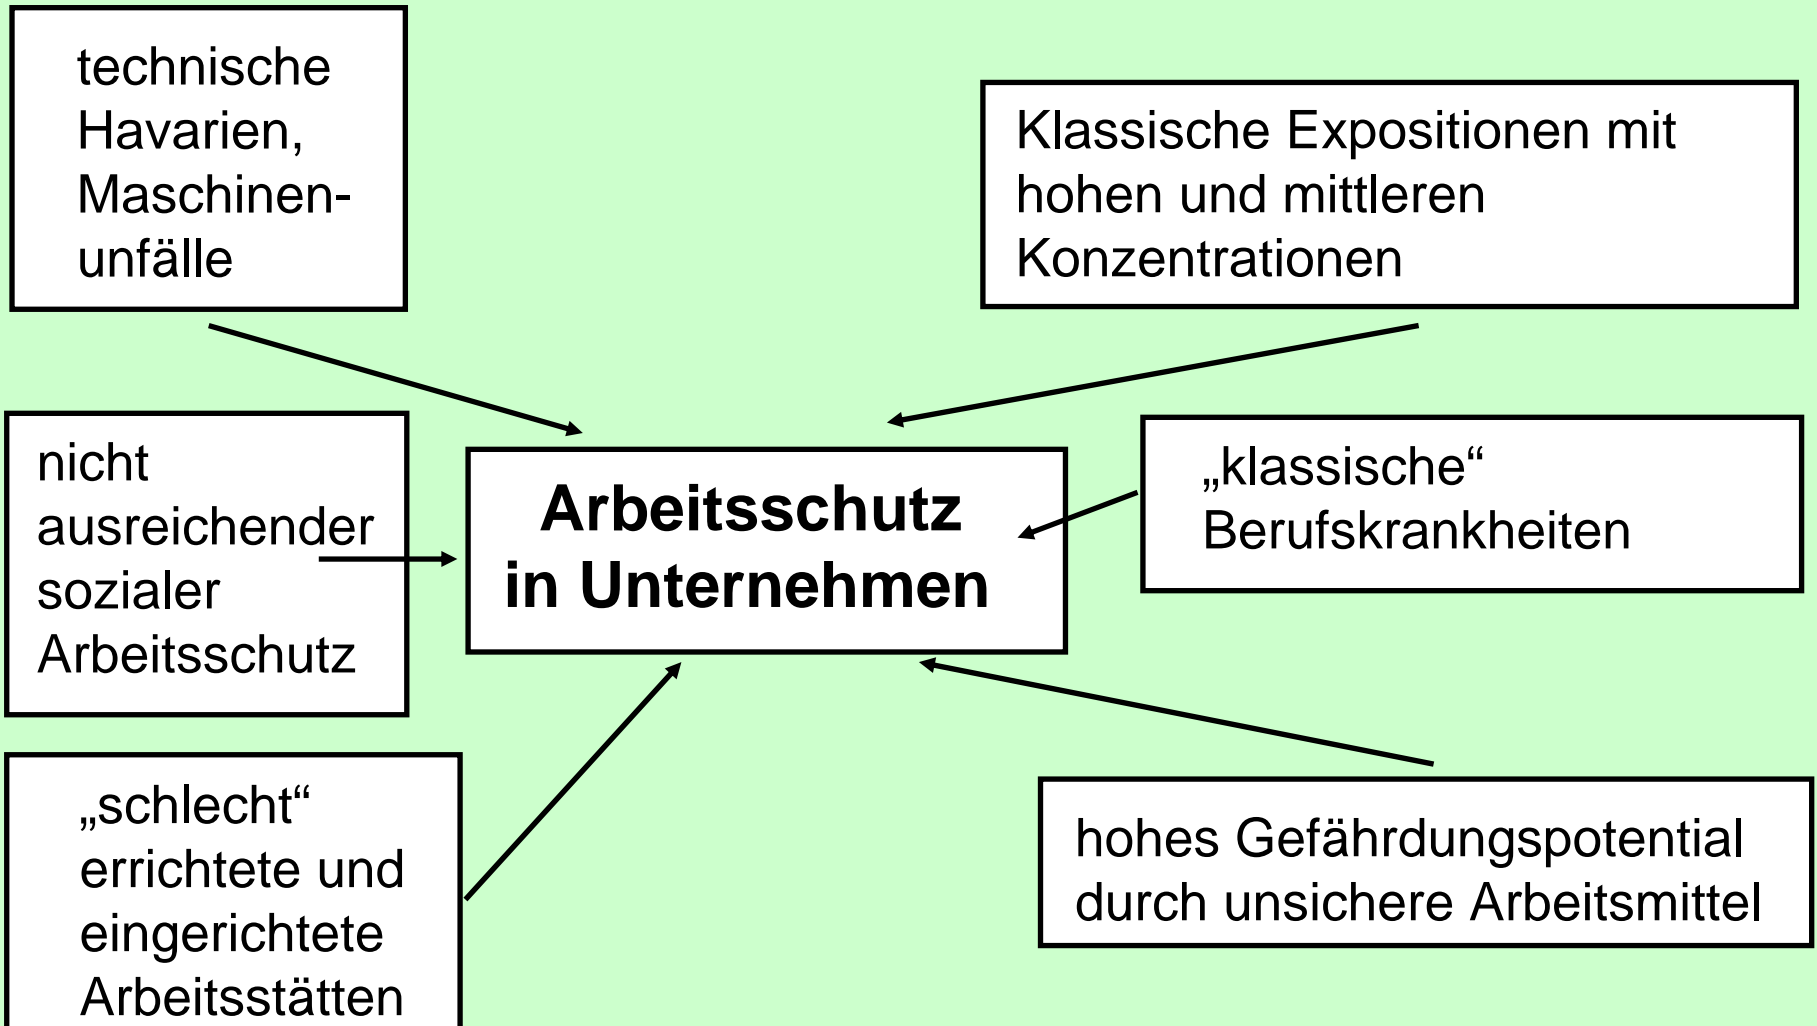 technische
Havarien,
Maschinen-
unfälle
Klassische Expositionen mit
hohen und mittleren
Konzentrationen
nicht
ausreichender
sozialer
Arbeitsschutz
Arbeitsschutz
in Unternehmen
„klassische“
Berufskrankheiten
„schlecht“
errichtete und
eingerichtete
Arbeitsstätten
hohes Gefährdungspotential
durch unsichere Arbeitsmittel